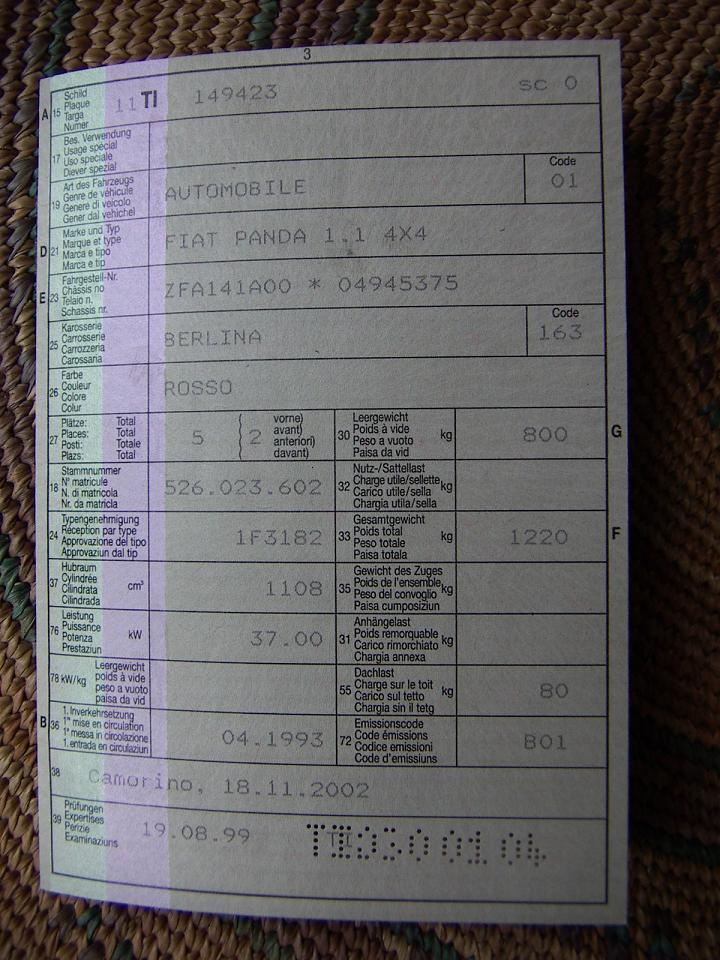 3
A 15 Schild
Plaque
Targa
Numer
11 TI 149423 SC 0
17 Bes. Verwendung
Usage spécial
Uso speciale
Diever spezial
19 Art des Fahrzeugs
Genre de véhicule
Genere di veicolo
Gener dal vehichel
AUTOMOBILE
Code
01
D 21 Marke und Typ
Marque et type
Marca e tipo
Marca e tip
FIAT PANDA 1.1 4X4
E 23 Fahrgestell-Nr.
Châssis no
Telaio n.
Schassis nr.
ZFA141A00 * 04945375
25 Karosserie
Carrosserie
Carrozzeria
Carossaria
BERLINA
Code
163
26 Farbe
Couleur
Colore
Colur
ROSSO
27 Plätze: Total
Places: Total
Posti: Totale
Plazs: Total
5 ( 2 vorne)
avant)
anteriori)
davant)
30 Leergewicht
Poids à vide
Peso a vuoto
Paisa da vid
kg 800 G
18 Stammnummer
N° matricule
N. di matricola
Nr. da matricla
526.023.602
32 Nutz-/Sattellast
Charge utile/sellette
Carico utile/sella
Chargia utila/sella
kg
24 Typengenehmigung
Réception par type
Approvazione del tipo
Approvaziun dal tip
1F3182
33 Gesamtgewicht
Poids total
Peso totale
Paisa totala
kg 1220 F
37 Hubraum
Cylindrée
Cilindrata
Cilindrada
cm³ 1108
35 Gewicht des Zuges
Poids de l'ensemble
Peso del convoglio
Paisa cumposiziun
kg
76 Leistung
Puissance
Potenza
Prestaziun
kW 37.00
31 Anhängelast
Poids remorquable
Carico rimorchiato
Chargia annexa
kg
78 kW/kg Leergewicht
poids à vide
peso a vuoto
paisa da vid
55 Dachlast
Charge sur le toit
Carico sul tetto
Chargia sin il tetg
kg 80
B 36 1. Inverkehrsetzung
1re mise en circulation
1a messa in circolazione
1. entrada en circulaziun
04.1993
72 Emissionscode
Code émissions
Codice emissioni
Code d'emissiuns
B01
38 Camorino, 18.11.2002
39 Prüfungen
Expertises
Perizie
Examinaziuns
19.08.99